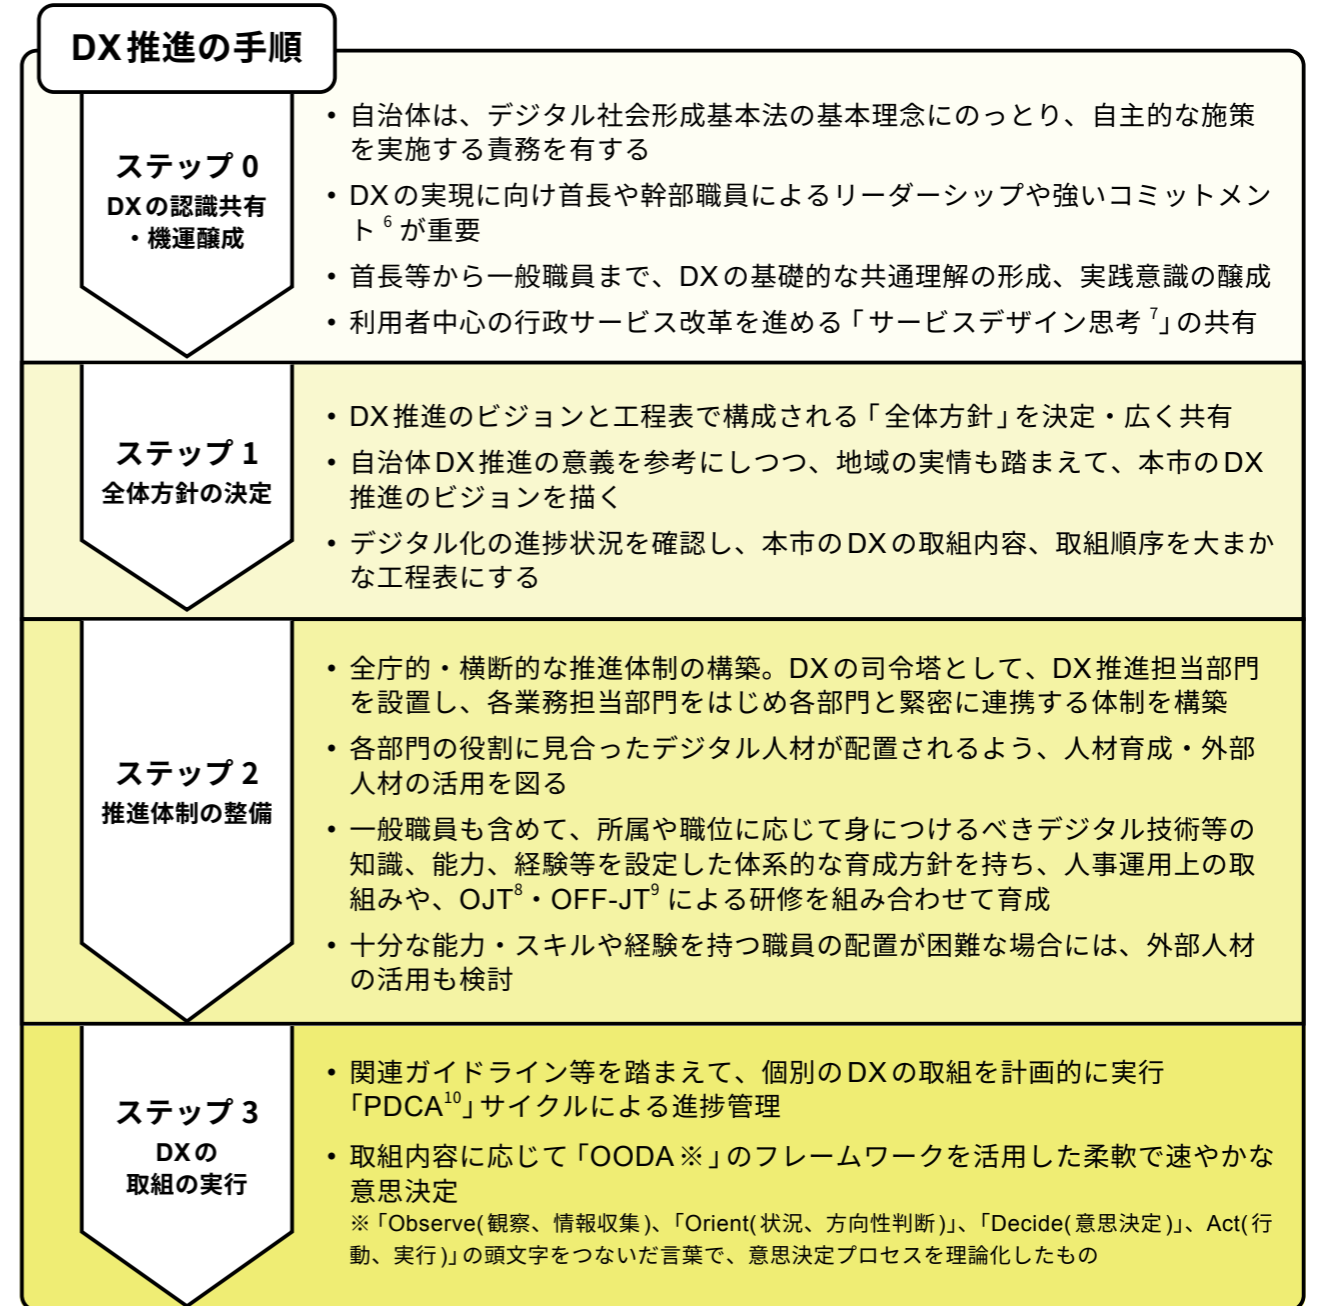 DX推進の手順
ステップ 0
DXの認識共有
・機運醸成
• 自治体は、デジタル社会形成基本法の基本理念にのっとり、自主的な施策
を実施する責務を有する
• DXの実現に向け首長や幹部職員によるリーダーシップや強いコミットメン
ト 6 が重要
• 首長等から一般職員まで、DXの基礎的な共通理解の形成、実践意識の醸成
• 利用者中心の行政サービス改革を進める「サービスデザイン思考 7」の共有
ステップ 1
全体方針の決定
• DX推進のビジョンと工程表で構成される「全体方針」を決定・広く共有
• 自治体DX推進の意義を参考にしつつ、地域の実情も踏まえて、本市のDX
推進のビジョンを描く
• デジタル化の進捗状況を確認し、本市のDXの取組内容、取組順序を大まか
な工程表にする
ステップ 2
推進体制の整備
• 全庁的・横断的な推進体制の構築。DXの司令塔として、DX推進担当部門
を設置し、各業務担当部門をはじめ各部門と緊密に連携する体制を構築
• 各部門の役割に見合ったデジタル人材が配置されるよう、人材育成・外部
人材の活用を図る
• 一般職員も含めて、所属や職位に応じて身につけるべきデジタル技術等の
知識、能力、経験等を設定した体系的な育成方針を持ち、人事運用上の取
組みや、OJT8・OFF-JT9 による研修を組み合わせて育成
• 十分な能力・スキルや経験を持つ職員の配置が困難な場合には、外部人材
の活用も検討
ステップ 3
DXの
取組の実行
• 関連ガイドライン等を踏まえて、個別のDXの取組を計画的に実行
「PDCA10」サイクルによる進捗管理
• 取組内容に応じて「OODA※」のフレームワークを活用した柔軟で速やかな
意思決定
※「Observe(観察、情報収集)、「Orient(状況、方向性判断)」、「Decide(意思決定)」、Act(行
動、実行)」の頭文字をつないだ言葉で、意思決定プロセスを理論化したもの